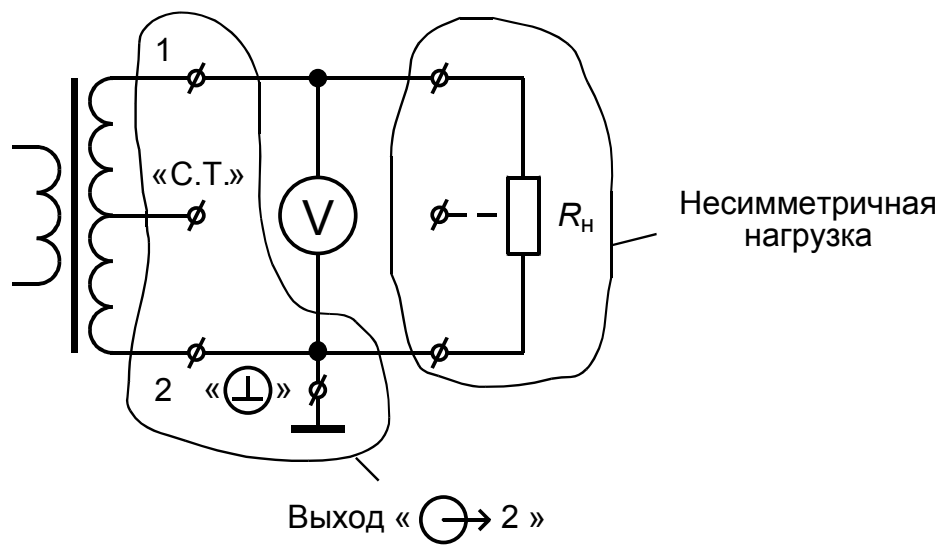 1
«С.Т.»
V
Rн
Несимметричная
нагрузка
2 «⏚»
Выход « 2 »